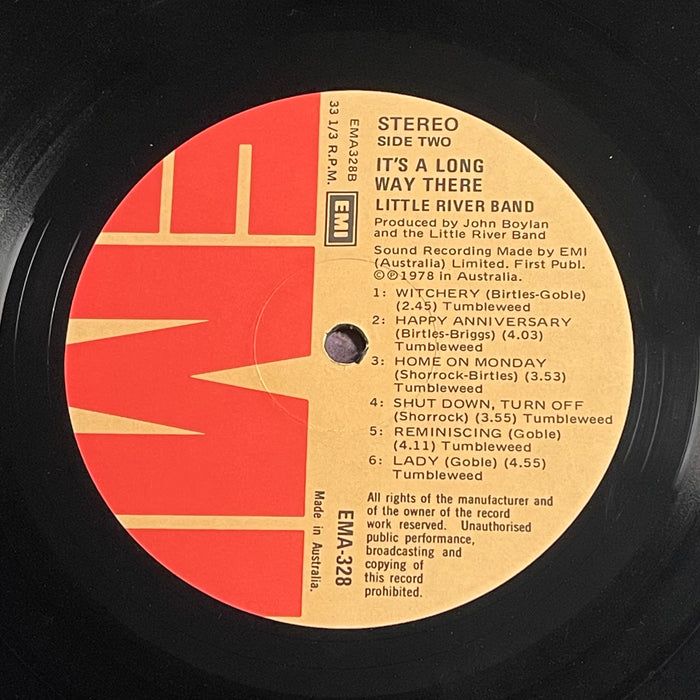 STEREO
SIDE TWO
IT'S A LONG
WAY THERE
LITTLE RIVER BAND
Produced by John Boylan
and the Little River Band
Sound Recording Made by EMI
(Australia) Limited. First Publ.
©℗1978 in Australia.
1: WITCHERY (Birtles-Goble)
(2.45) Tumbleweed
2: HAPPY ANNIVERSARY
(Birtles-Briggs) (4.03)
Tumbleweed
3: HOME ON MONDAY
(Shorrock-Birtles) (3.53)
Tumbleweed
4: SHUT DOWN, TURN OFF
(Shorrock) (3.55) Tumbleweed
5: REMINISCING (Goble)
(4.11) Tumbleweed
6: LADY (Goble) (4.55)
Tumbleweed
All rights of the manufacturer and
of the owner of the record
work reserved. Unauthorised
public performance,
broadcasting and
copying of
this record
prohibited.
EMA328B
33 1/3 R.P.M.
EMI
EMA-328
Made in Australia.
EMI